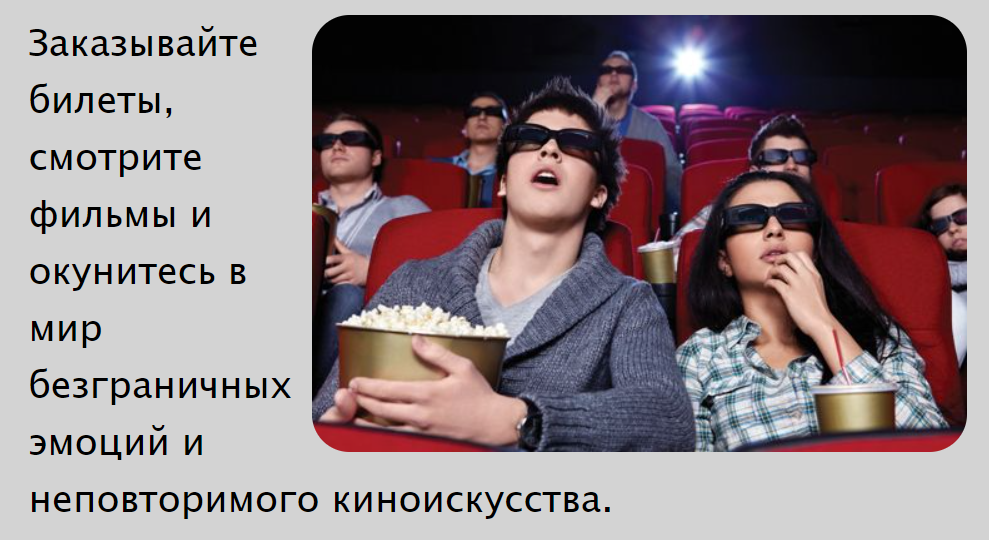 Заказывайте
билеты,
смотрите
фильмы и
окунитесь в
мир
безграничных
эмоций и
неповторимого киноискусства.